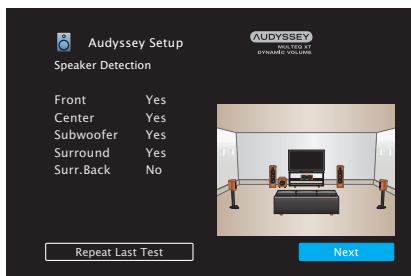 Audyssey Setup
AUDYSSEY
MULTEQ XT
DYNAMIC VOLUME
Speaker Detection
Front Yes
Center Yes
Subwoofer Yes
Surround Yes
Surr.Back No
Repeat Last Test
Next